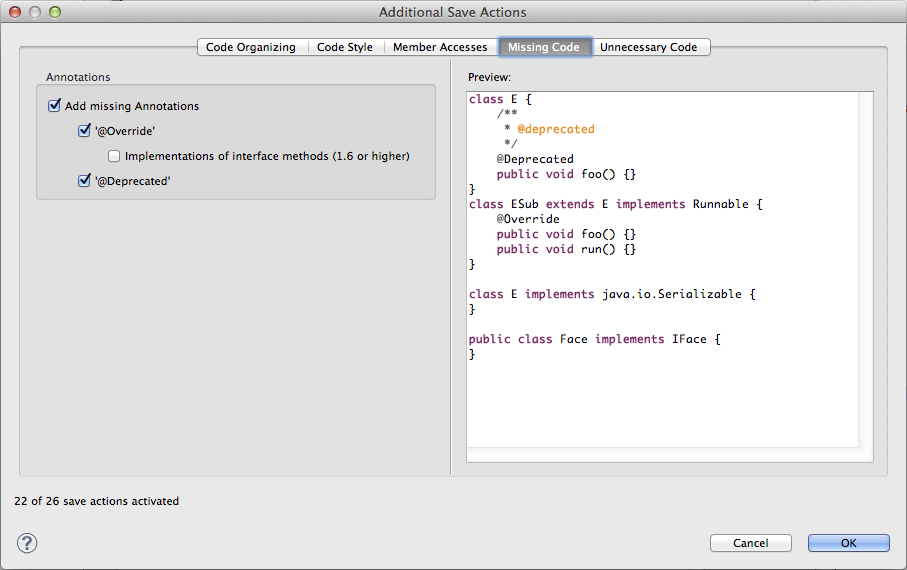 Additional Save Actions
Code Organizing Code Style Member Accesses Missing Code Unnecessary Code
Annotations
Add missing Annotations
'@Override'
Implementations of interface methods (1.6 or higher)
'@Deprecated'
Preview:
class E {
    /**
     * @deprecated
     */
    @Deprecated
    public void foo() {}
}
class ESub extends E implements Runnable {
    @Override
    public void foo() {}
    public void run() {}
}
class E implements java.io.Serializable {
}
public class Face implements IFace {
}
22 of 26 save actions activated
?
Cancel OK